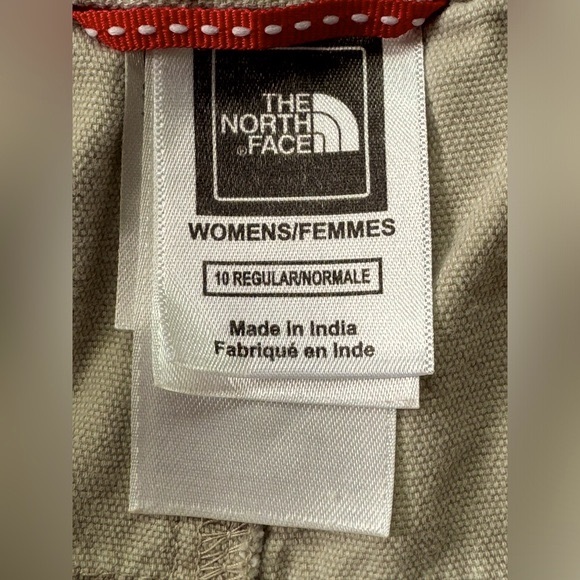 THE
NORTH
FACE
WOMENS/FEMMES
10 REGULAR/NORMALE
Made in India
Fabriqué en Inde